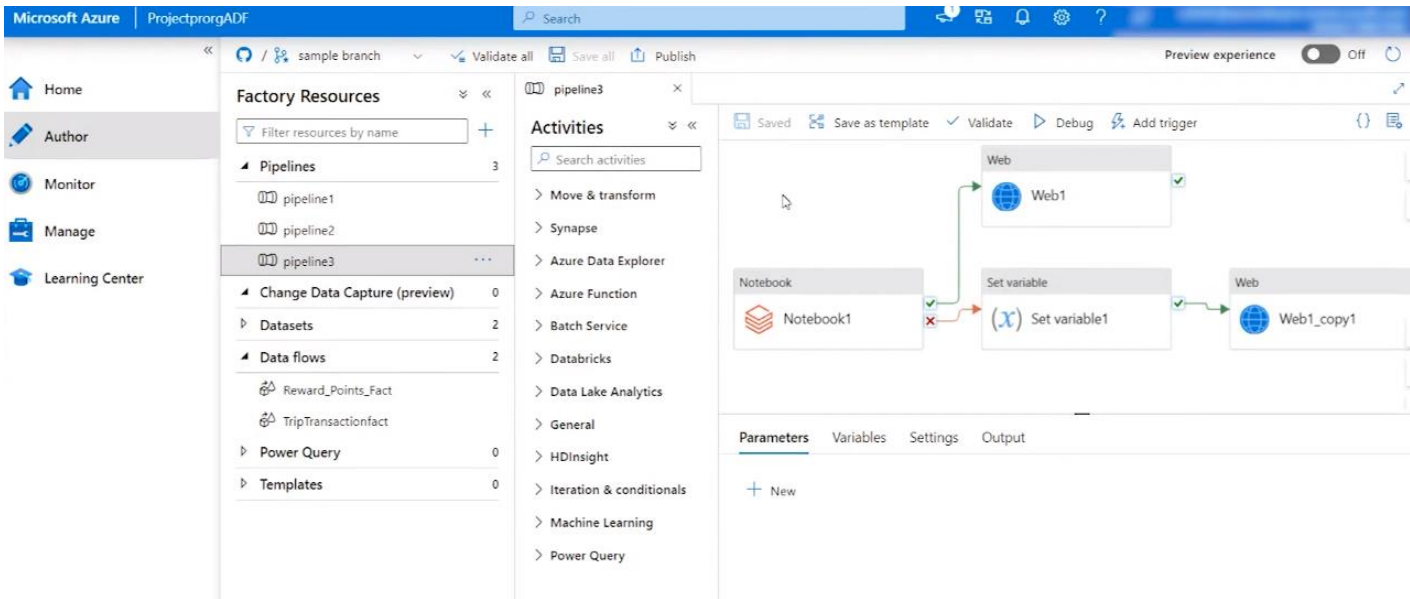 Microsoft Azure | ProjectprorgADF
Search
1
?
«
/ sample branch
Validate all
Save all
Publish
Preview experience
Off
Home
Author
Monitor
Manage
Learning Center
Factory Resources
«
Filter resources by name
+
Pipelines 3
pipeline1
pipeline2
pipeline3 ...
Change Data Capture (preview) 0
Datasets 2
Data flows 2
Reward_Points_Fact
TripTransactionfact
Power Query 0
Templates 0
pipeline3 ×
Activities
«
Search activities
> Move & transform
> Synapse
> Azure Data Explorer
> Azure Function
> Batch Service
> Databricks
> Data Lake Analytics
> General
> HDInsight
> Iteration & conditionals
> Machine Learning
> Power Query
Saved
Save as template
Validate
Debug
Add trigger
{}
Web
Web1
Notebook
Notebook1
Set variable
(x) Set variable1
Web
Web1_copy1
Parameters Variables Settings Output
+ New